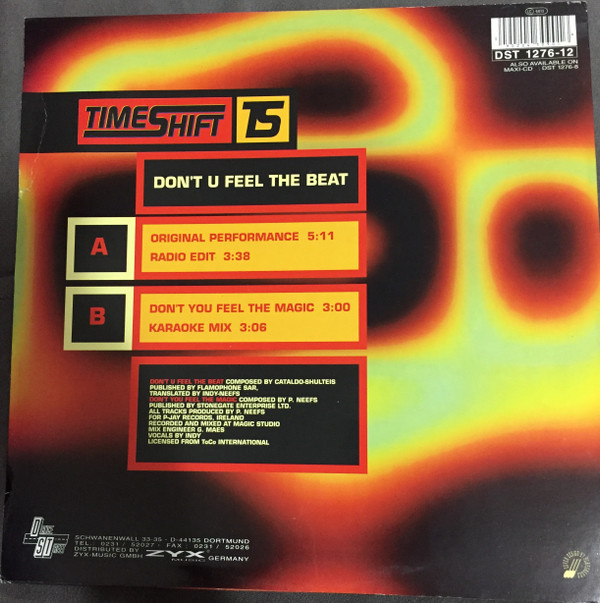 DST 1276-12
ALSO AVAILABLE ON
MAXI-CD : DST 1276-8
TIMESHIFT TS
DON'T U FEEL THE BEAT
A
ORIGINAL PERFORMANCE 5:11
RADIO EDIT 3:38
B
DON'T YOU FEEL THE MAGIC 3:00
KARAOKE MIX 3:06
DON'T U FEEL THE BEAT COMPOSED BY CATALDO-SHULTEIS
PUBLISHED BY FLAMOPHONE SAR,
TRANSLATED BY INDY-NEEFS
DON'T YOU FEEL THE MAGIC COMPOSED BY P. NEEFS
PUBLISHED BY STONEGATE ENTERPRISE LTD.
ALL TRACKS PRODUCED BY P. NEEFS
FOR P-JAY RECORDS, IRELAND
RECORDED AND MIXED AT MAGIC STUDIO
MIX ENGINEER G. MAES
VOCALS BY INDY
LICENSED FROM ToCo INTERNATIONAL
DANCE
STREET
SCHWANENWALL 33-35 · D-44135 DORTMUND
TEL.: 0231 / 52027 · FAX : 0231 / 52026
DISTRIBUTED BY
ZYX-MUSIC GMBH ZYX MUSIC GERMANY